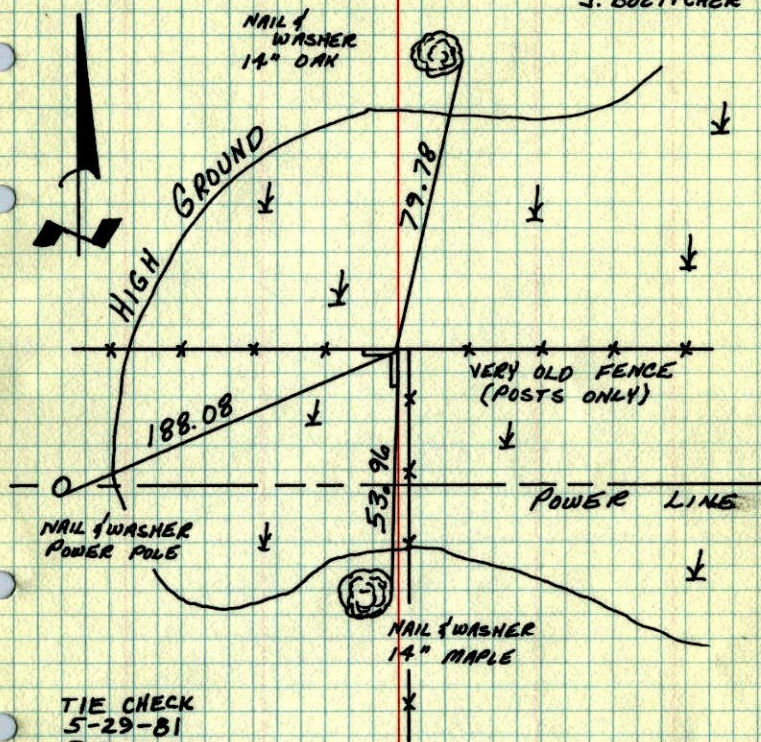 J. BOETTCHER
NAIL &
WASHER
14" OAK
HIGH GROUND
79.78
VERY OLD FENCE
(POSTS ONLY)
188.08
53.96
POWER LINE
NAIL & WASHER
POWER POLE
NAIL & WASHER
14" MAPLE
TIE CHECK
5-29-81